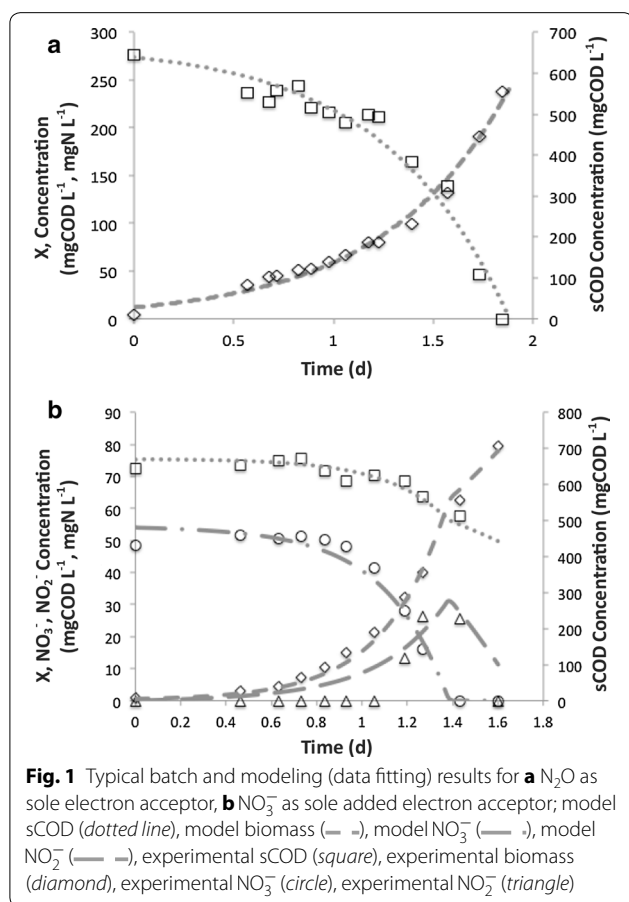 a
300
250
200
150
100
50
0
X, Concentration
(mgCOD L⁻¹, mgN L⁻¹)
700
600
500
400
300
200
100
0
sCOD Concentration (mgCOD L⁻¹)
0 0.5 1 1.5 2
Time (d)
b
90
80
70
60
50
40
30
20
10
0
X, NO₃⁻, NO₂⁻ Concentration
(mgCOD L⁻¹, mgN L⁻¹)
800
700
600
500
400
300
200
100
0
sCOD Concentration (mgCOD L⁻¹)
0 0.2 0.4 0.6 0.8 1 1.2 1.4 1.6 1.8
Time (d)
Fig. 1 Typical batch and modeling (data fitting) results for a N₂O as
sole electron acceptor, b NO₃⁻ as sole added electron acceptor; model
sCOD (dotted line), model biomass (— –), model NO₃⁻ (—— –), model
NO₂⁻ (—— —), experimental sCOD (square), experimental biomass
(diamond), experimental NO₃⁻ (circle), experimental NO₂⁻ (triangle)